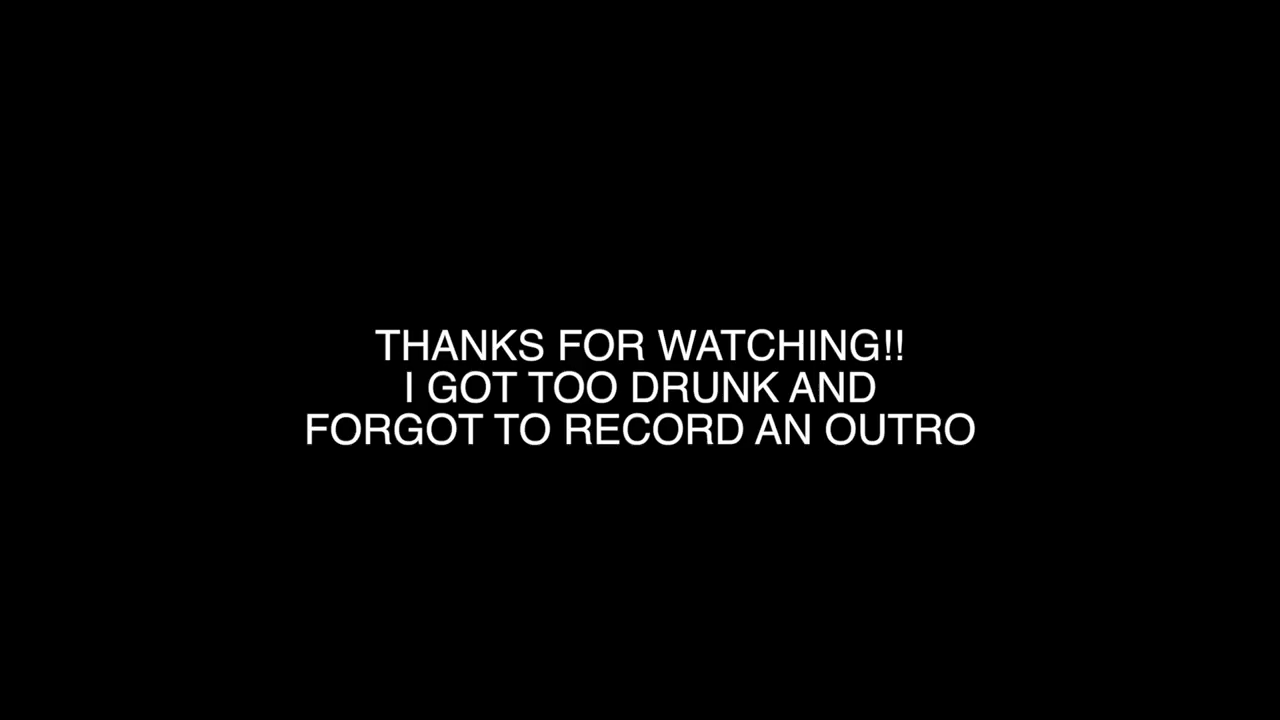 THANKS FOR WATCHING!!
I GOT TOO DRUNK AND
FORGOT TO RECORD AN OUTRO